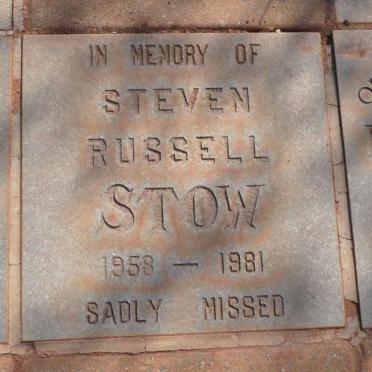 IN MEMORY OF
STEVEN
RUSSELL
STOW
1958 — 1981
SADLY MISSED